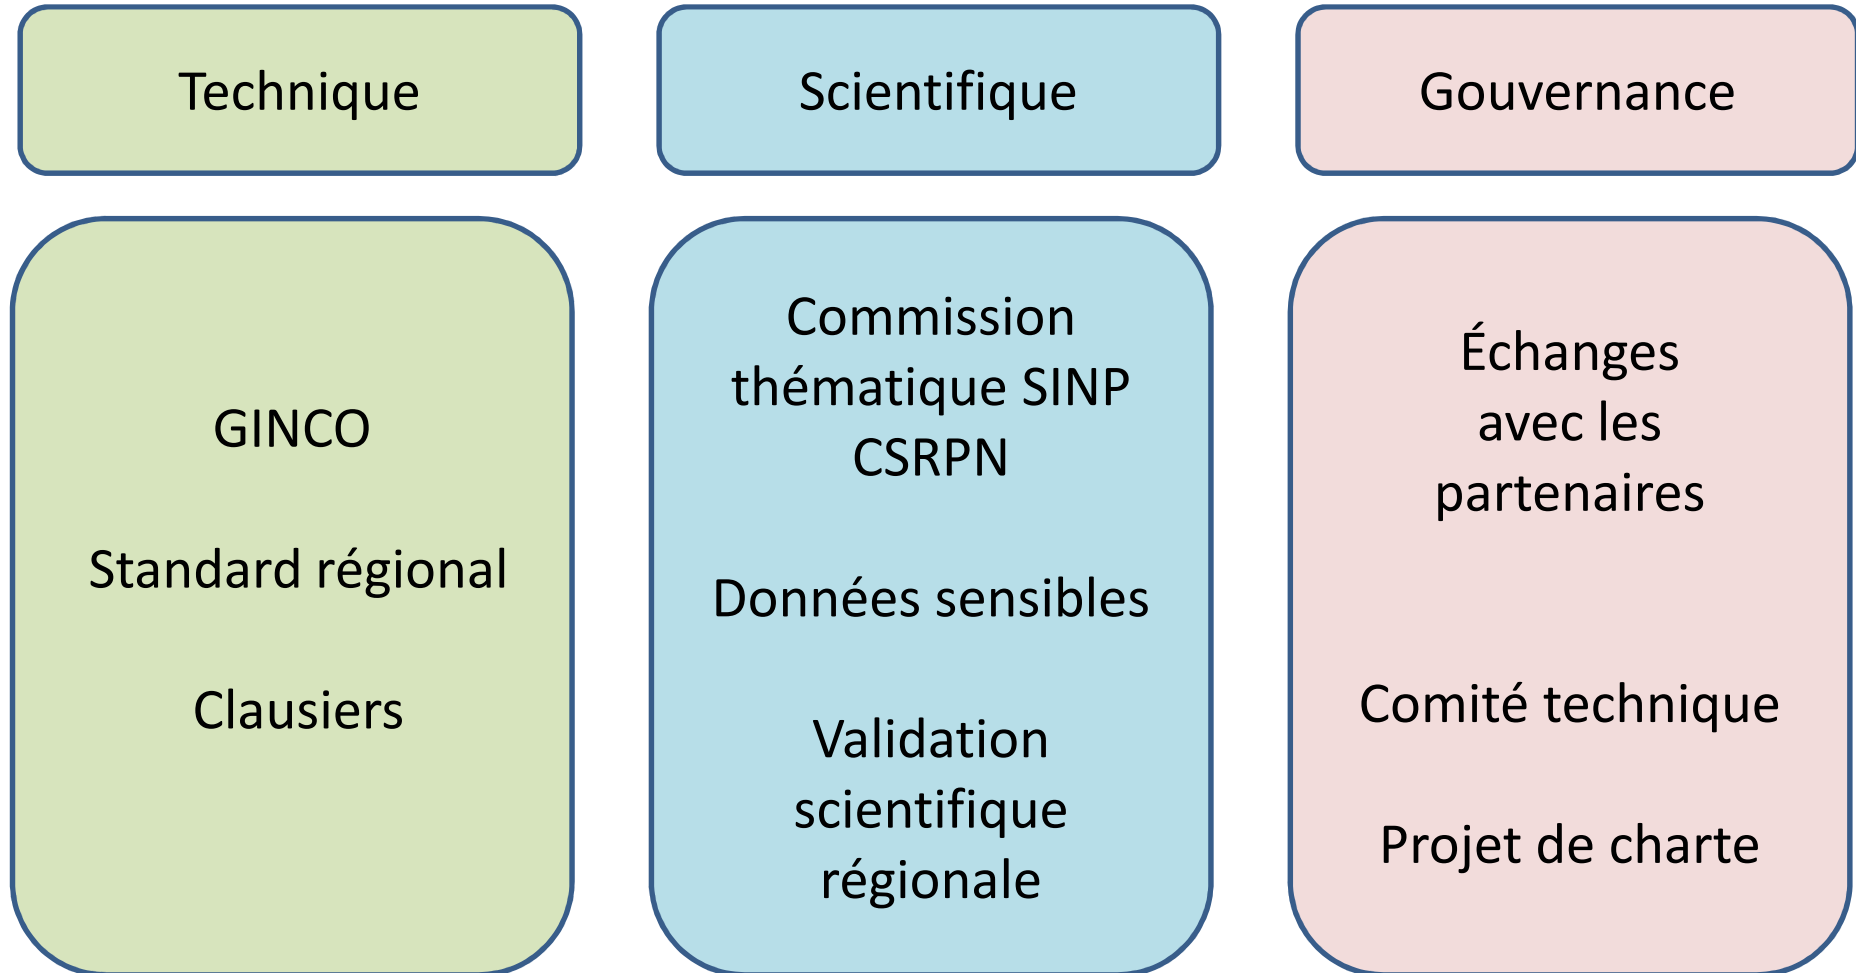 Technique
GINCO
Standard régional
Clausiers
Scientifique
Commission
thématique SINP
CSRPN
Données sensibles
Validation
scientifique
régionale
Gouvernance
Échanges
avec les
partenaires
Comité technique
Projet de charte